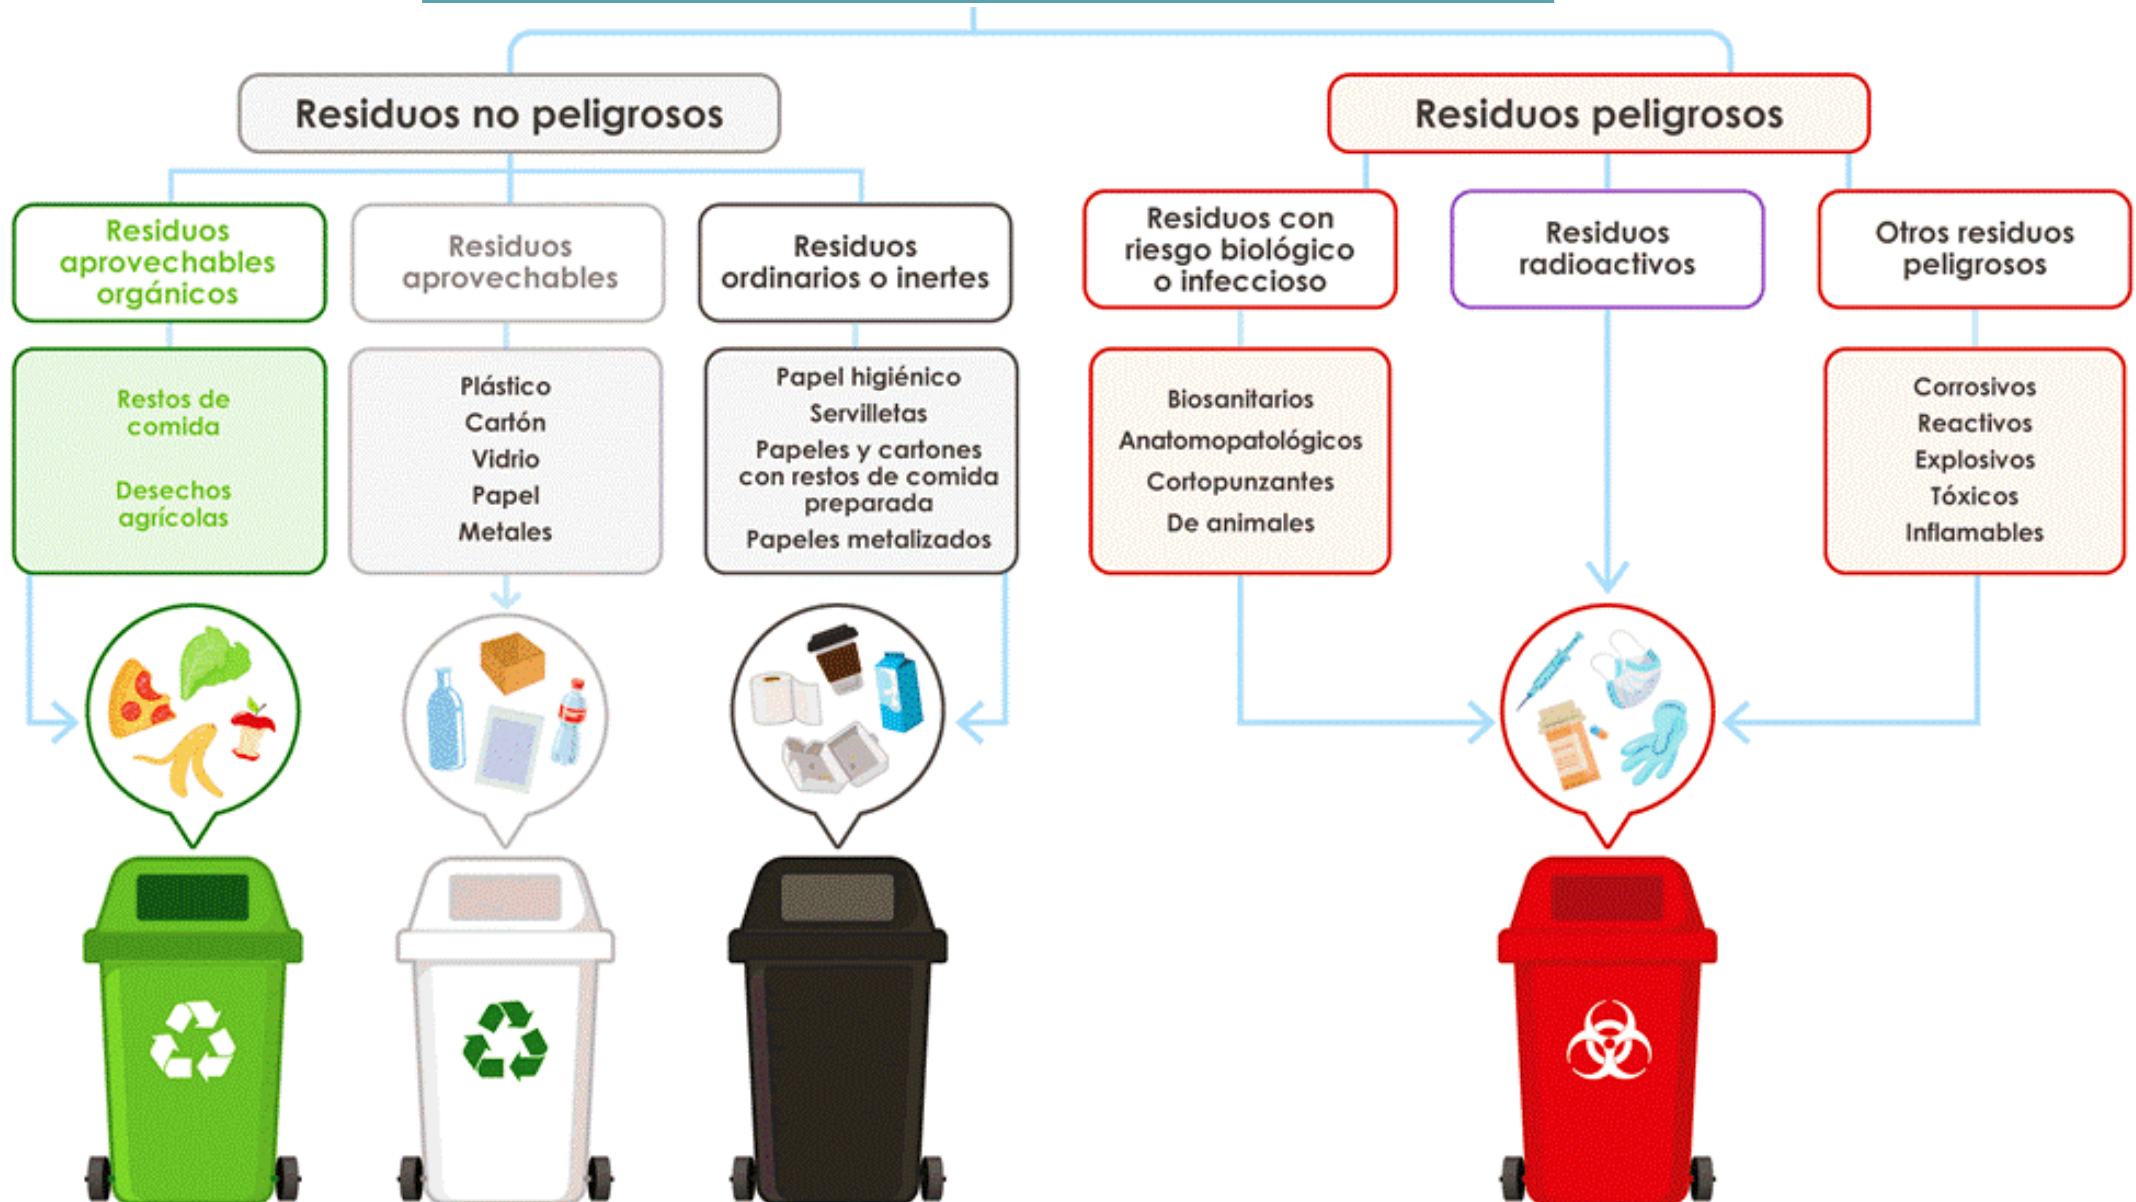 Residuos no peligrosos
Residuos peligrosos
Residuos
aprovechables
orgánicos
Residuos
aprovechables
Residuos
ordinarios o inertes
Residuos con
riesgo biológico
o infeccioso
Residuos
radioactivos
Otros residuos
peligrosos
Restos de
comida
Desechos
agrícolas
Plástico
Cartón
Vidrio
Papel
Metales
Papel higiénico
Servilletas
Papeles y cartones
con restos de comida
preparada
Papeles metalizados
Biosanitarios
Anatomopatológicos
Cortopunzantes
De animales
Corrosivos
Reactivos
Explosivos
Tóxicos
Inflamables